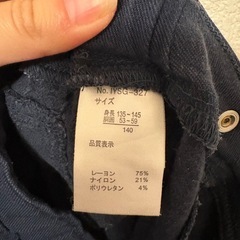 No. IYSG-327
サイズ
身長 135~145
胴囲 53~59
140
品質表示
レーヨン 75%
ナイロン 21%
ポリウレタン 4%